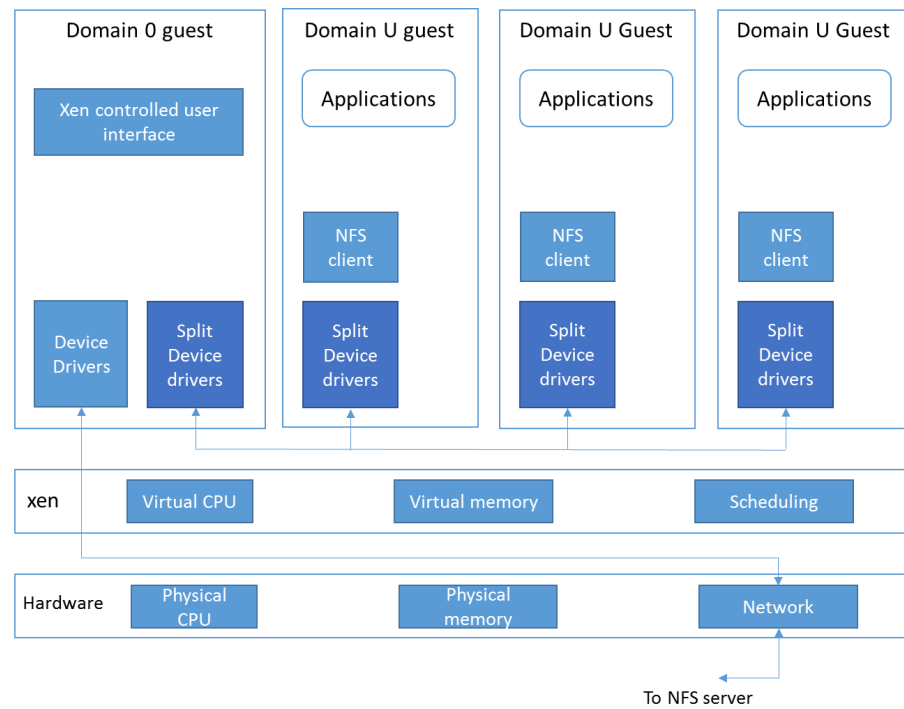 Domain 0 guest
Domain U guest
Domain U Guest
Domain U Guest
Xen controlled user
interface
Applications
Applications
Applications
NFS
client
NFS
client
NFS
client
Device
Drivers
Split
Device
drivers
Split
Device
drivers
Split
Device
drivers
Split
Device
drivers
xen
Virtual CPU
Virtual memory
Scheduling
Hardware
Physical
CPU
Physical
memory
Network
To NFS server